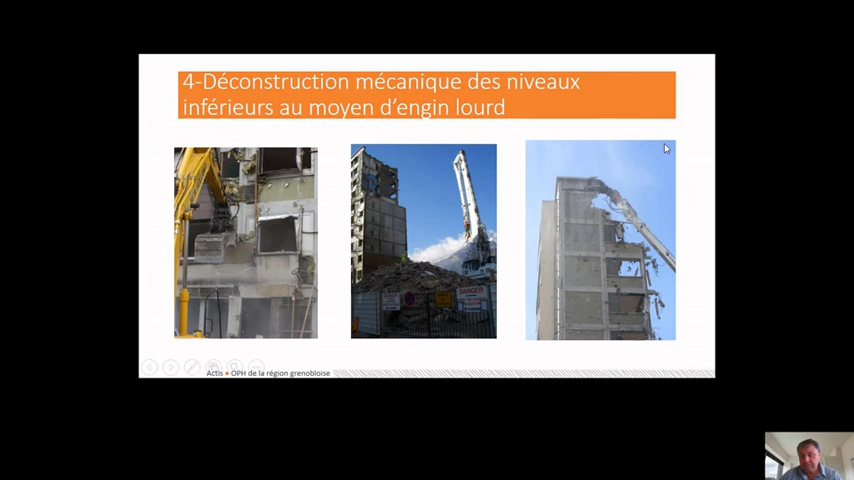 4-Déconstruction mécanique des niveaux
inférieurs au moyen d’engin lourd
DANGER
Actis • OPH de la région grenobloise